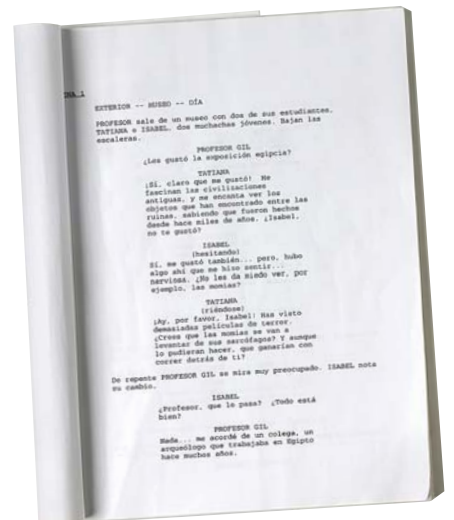 NA 1
EXTERIOR -- MUSEO -- DÍA
PROFESOR sale de un museo con dos de sus estudiantes,
TATIANA e ISABEL, dos muchachas jóvenes. Bajan las
escaleras.
PROFESOR GIL
¿Les gustó la exposición egipcia?
TATIANA
¡Sí, claro que me gustó! Me
fascinan las civilizaciones
antiguas, y me encanta ver los
objetos que han encontrado entre las
ruinas, sabiendo que fueron hechos
desde hace miles de años. ¿Isabel,
no te gustó?
ISABEL
(hesitando)
Sí, me gustó también... pero, hubo
algo ahí que me hizo sentir...
nerviosa. ¿No les da miedo ver, por
ejemplo, las momias?
TATIANA
(riéndose)
¡Ay, por favor, Isabel! Has visto
demasiadas películas de terror.
¿Crees que las momias se van a
levantar de sus sarcófagos? Y aunque
lo pudieran hacer, que ganarían con
correr detrás de ti?
De repente PROFESOR GIL se mira muy preocupado. ISABEL nota
su cambio.
ISABEL
¿Profesor, que le pasa? ¿Todo está
bien?
PROFESOR GIL
Nada... me acordé de un colega, un
arqueólogo que trabajaba en Egipto
hace muchos años.